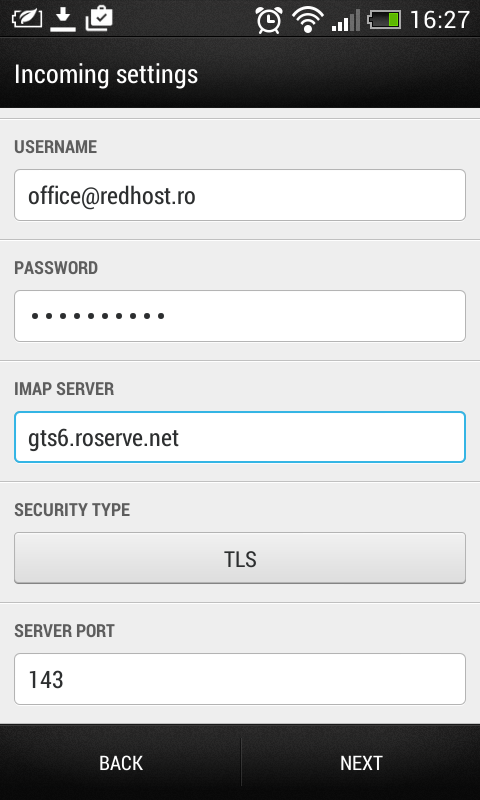 16:27
Incoming settings
USERNAME
office@redhost.ro
PASSWORD
••••••••••
IMAP SERVER
gts6.roserve.net
SECURITY TYPE
TLS
SERVER PORT
143
BACK NEXT